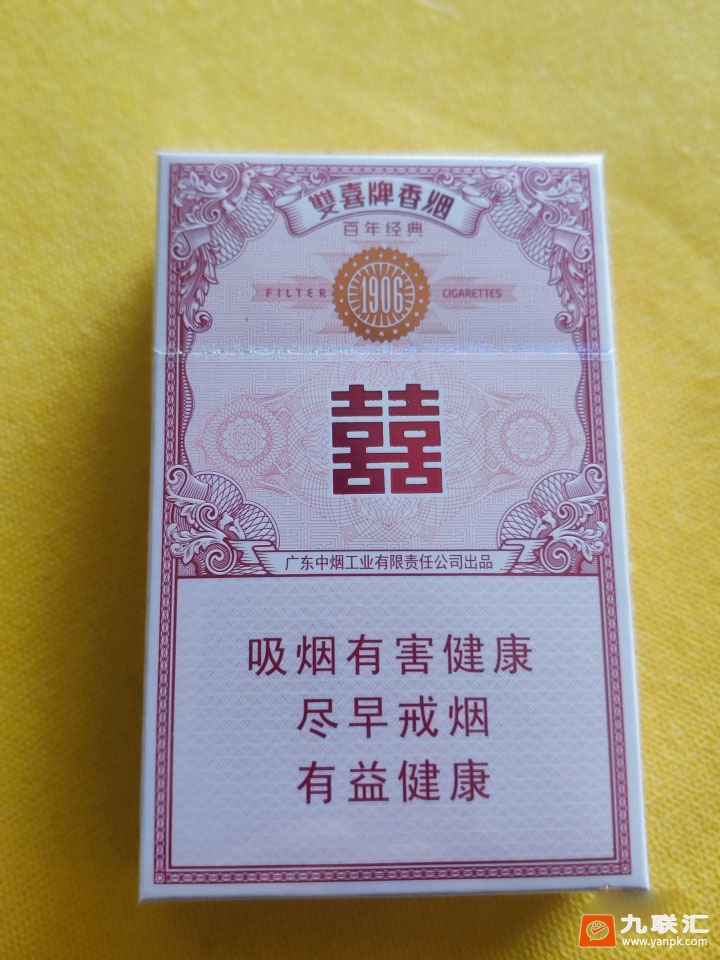 雙喜牌香烟
®
百年经典
FILTER 1906 CIGARETTES
囍
广东中烟工业有限责任公司出品
吸烟有害健康
尽早戒烟
有益健康
九联汇
www.yanpk.com